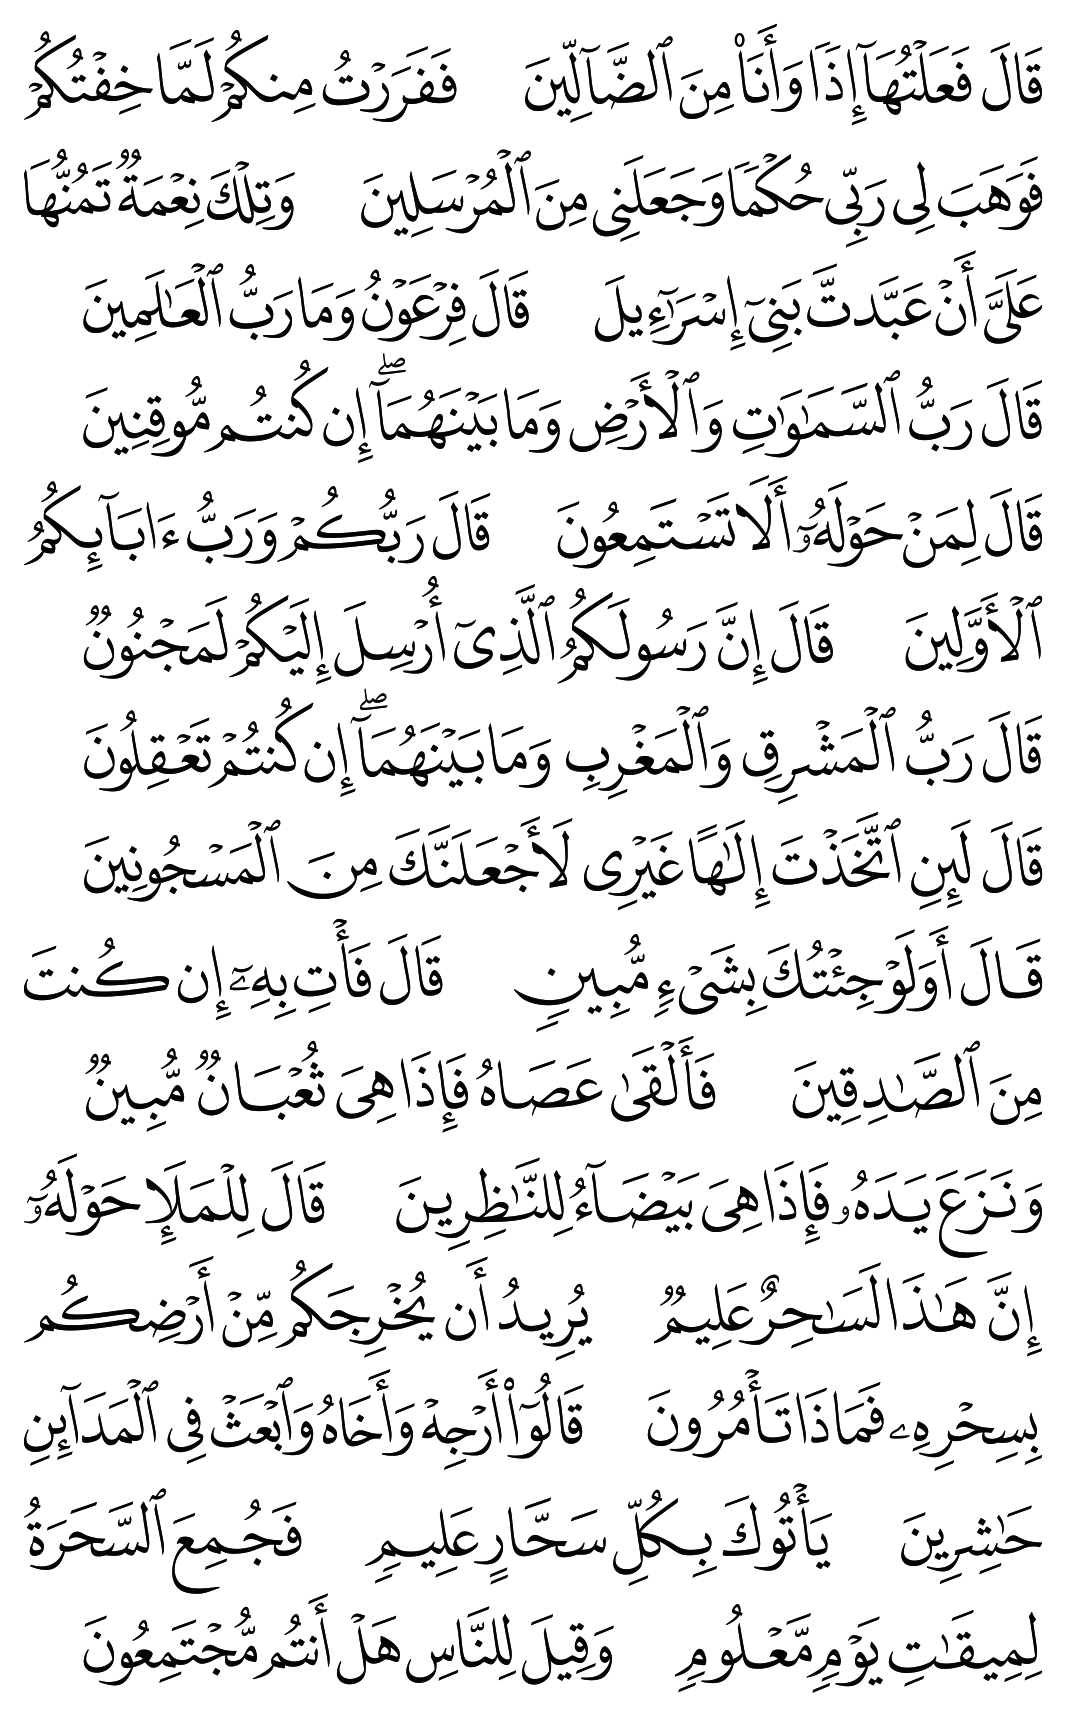 قَالَ فَعَلۡتُهَآ إِذٗا وَأَنَا۠ مِنَ ٱلضَّآلِّينَ فَفَرَرۡتُ مِنكُمۡ لَمَّا خِفۡتُكُمۡ
فَوَهَبَ لِي رَبِّي حُكۡمٗا وَجَعَلَنِي مِنَ ٱلۡمُرۡسَلِينَ وَتِلۡكَ نِعۡمَةٞ تَمُنُّهَا
عَلَيَّ أَنۡ عَبَّدتَّ بَنِيٓ إِسۡرَٰٓءِيلَ قَالَ فِرۡعَوۡنُ وَمَا رَبُّ ٱلۡعَٰلَمِينَ
قَالَ رَبُّ ٱلسَّمَٰوَٰتِ وَٱلۡأَرۡضِ وَمَا بَيۡنَهُمَآۖ إِن كُنتُم مُّوقِنِينَ
قَالَ لِمَنۡ حَوۡلَهُۥٓ أَلَا تَسۡتَمِعُونَ قَالَ رَبُّكُمۡ وَرَبُّ ءَابَآئِكُمُ
ٱلۡأَوَّلِينَ قَالَ إِنَّ رَسُولَكُمُ ٱلَّذِيٓ أُرۡسِلَ إِلَيۡكُمۡ لَمَجۡنُونٞ
قَالَ رَبُّ ٱلۡمَشۡرِقِ وَٱلۡمَغۡرِبِ وَمَا بَيۡنَهُمَآۖ إِن كُنتُمۡ تَعۡقِلُونَ
قَالَ لَئِنِ ٱتَّخَذۡتَ إِلَٰهًا غَيۡرِي لَأَجۡعَلَنَّكَ مِنَ ٱلۡمَسۡجُونِينَ
قَالَ أَوَلَوۡ جِئۡتُكَ بِشَيۡءٖ مُّبِينٖ قَالَ فَأۡتِ بِهِۦٓ إِن كُنتَ
مِنَ ٱلصَّٰدِقِينَ فَأَلۡقَىٰ عَصَاهُ فَإِذَا هِيَ ثُعۡبَانٞ مُّبِينٞ
وَنَزَعَ يَدَهُۥ فَإِذَا هِيَ بَيۡضَآءُ لِلنَّٰظِرِينَ قَالَ لِلۡمَلَإِ حَوۡلَهُۥٓ
إِنَّ هَٰذَا لَسَٰحِرٌ عَلِيمٞ يُرِيدُ أَن يُخۡرِجَكُم مِّنۡ أَرۡضِكُم
بِسِحۡرِهِۦ فَمَاذَا تَأۡمُرُونَ قَالُوٓاْ أَرۡجِهۡ وَأَخَاهُ وَٱبۡعَثۡ فِي ٱلۡمَدَآئِنِ
حَٰشِرِينَ يَأۡتُوكَ بِكُلِّ سَحَّارٍ عَلِيمٖ فَجُمِعَ ٱلسَّحَرَةُ
لِمِيقَٰتِ يَوۡمٖ مَّعۡلُومٖ وَقِيلَ لِلنَّاسِ هَلۡ أَنتُم مُّجۡتَمِعُونَ